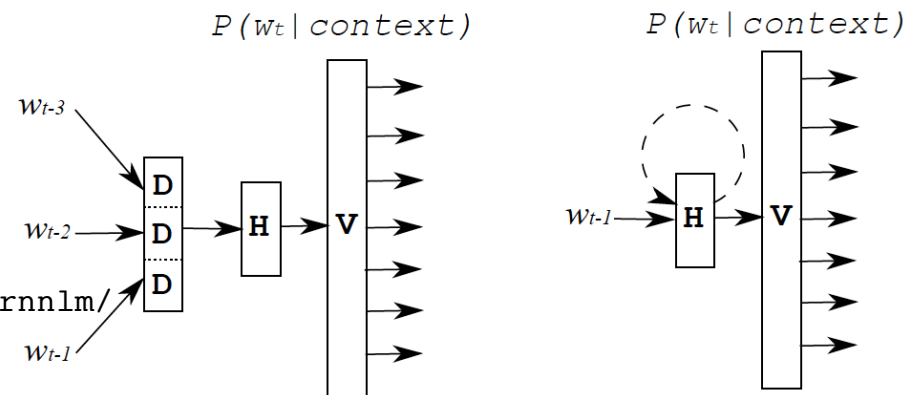 P(wt|context)
P(wt|context)
wt-3
D
wt-2
D
H
V
D
rnnlm/
wt-1
wt-1
H
V